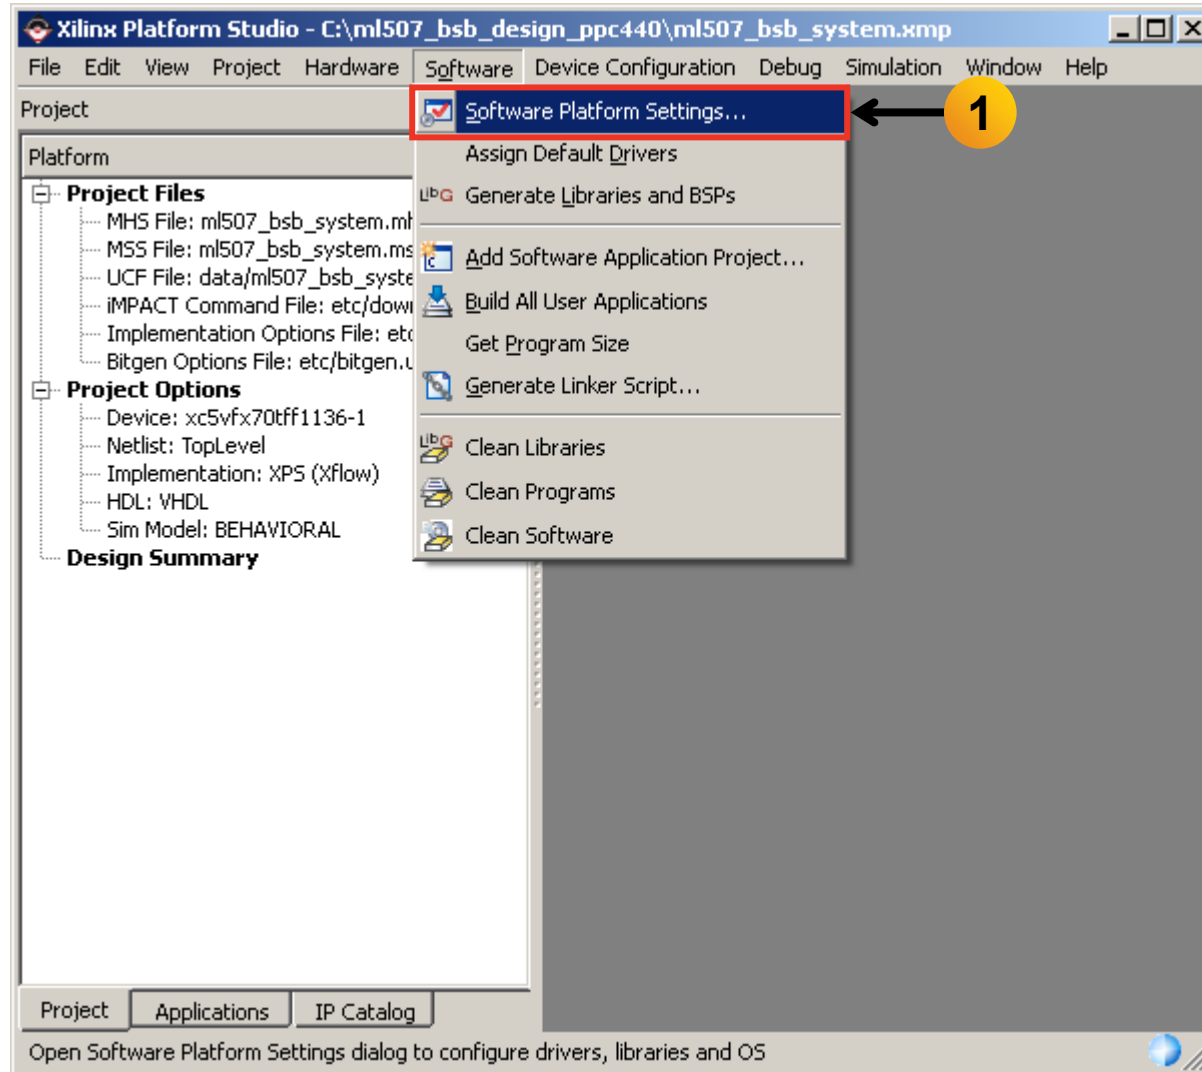 Xilinx Platform Studio - C:\ml507_bsb_design_ppc440\ml507_bsb_system.xmp
File Edit View Project Hardware Software Device Configuration Debug Simulation Window Help
Project
Software Platform Settings...
1
Platform
Assign Default Drivers
Project Files
LibG Generate Libraries and BSPs
MHS File: ml507_bsb_system.mh
MSS File: ml507_bsb_system.ms
Add Software Application Project...
UCF File: data/ml507_bsb_syste
iMPACT Command File: etc/dow
Build All User Applications
Implementation Options File: etc
Get Program Size
Bitgen Options File: etc/bitgen.u
Project Options
Generate Linker Script...
Device: xc5vfx70tff1136-1
Netlist: TopLevel
LibG Clean Libraries
Implementation: XPS (Xflow)
Clean Programs
HDL: VHDL
Sim Model: BEHAVIORAL
Clean Software
Design Summary
Project Applications IP Catalog
Open Software Platform Settings dialog to configure drivers, libraries and OS